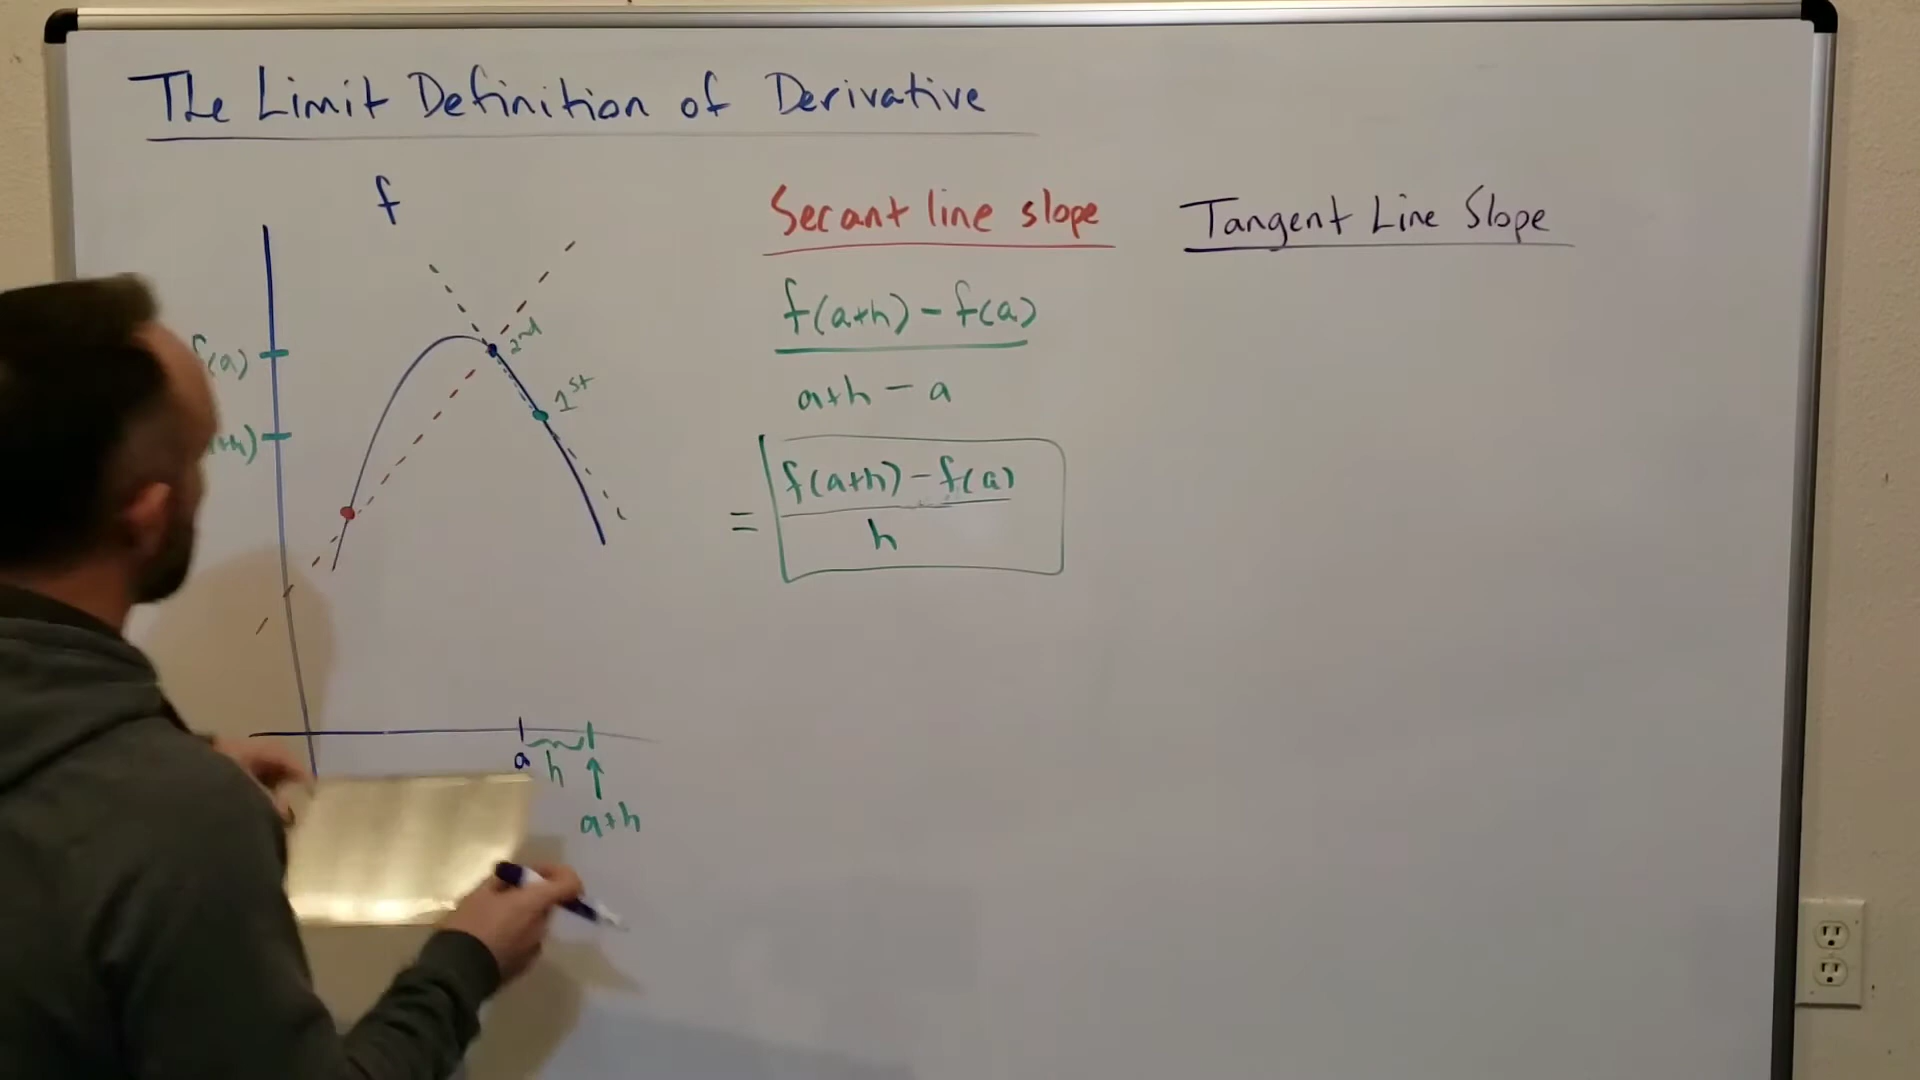 The Limit Definition of Derivative
f
Secant line slope
Tangent Line Slope
f(a+h) - f(a)
a+h - a
= f(a+h) - f(a)
h
2nd
1st
(a)
+h)
a
h
a+h